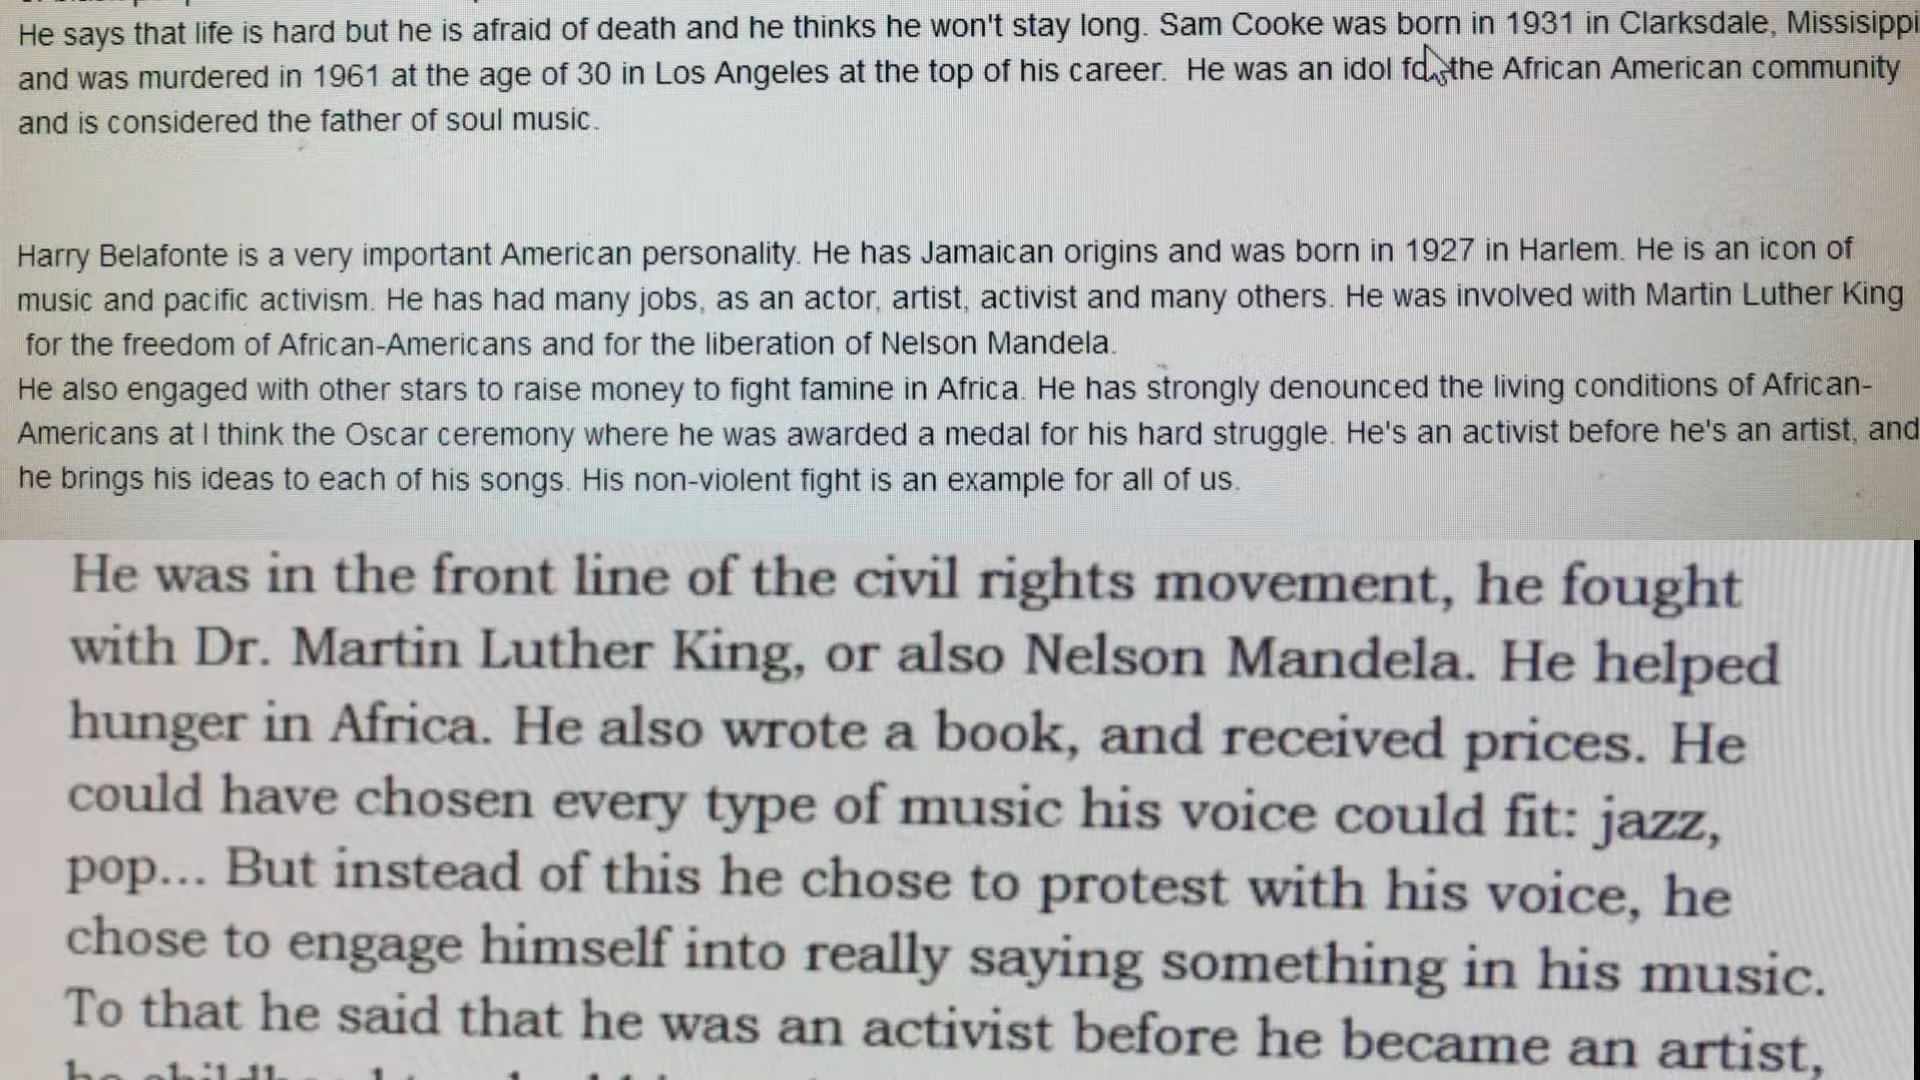 He says that life is hard but he is afraid of death and he thinks he won't stay long. Sam Cooke was born in 1931 in Clarksdale, Missisippi
and was murdered in 1961 at the age of 30 in Los Angeles at the top of his career. He was an idol the African American community
and is considered the father of soul music.
Harry Belafonte is a very important American personality. He has Jamaican origins and was born in 1927 in Harlem. He is an icon of
music and pacific activism. He has had many jobs, as an actor, artist, activist and many others. He was involved with Martin Luther King
for the freedom of African-Americans and for the liberation of Nelson Mandela.
He also engaged with other stars to raise money to fight famine in Africa. He has strongly denounced the living conditions of African-
Americans at I think the Oscar ceremony where he was awarded a medal for his hard struggle. He's an activist before he's an artist, and
he brings his ideas to each of his songs. His non-violent fight is an example for all of us.
He was in the front line of the civil rights movement, he fought
with Dr. Martin Luther King, or also Nelson Mandela. He helped
hunger in Africa. He also wrote a book, and received prices. He
could have chosen every type of music his voice could fit: jazz,
pop... But instead of this he chose to protest with his voice, he
chose to engage himself into really saying something in his music.
To that he said that he was an activist before he became an artist,